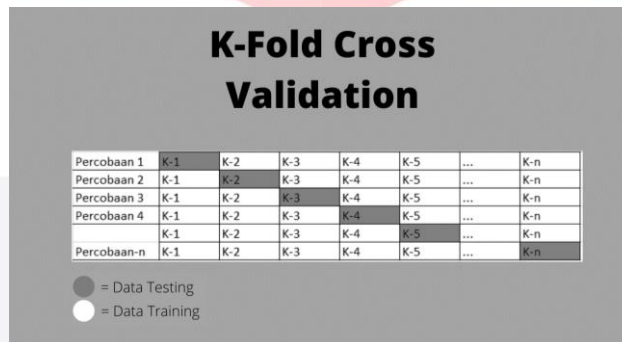 K-Fold Cross
Validation
Percobaan 1 K-1 K-2 K-3 K-4 K-5 ... K-n
Percobaan 2 K-1 K-2 K-3 K-4 K-5 ... K-n
Percobaan 3 K-1 K-2 K-3 K-4 K-5 ... K-n
Percobaan 4 K-1 K-2 K-3 K-4 K-5 ... K-n
K-1 K-2 K-3 K-4 K-5 ... K-n
Percobaan-n K-1 K-2 K-3 K-4 K-5 ... K-n
= Data Testing
= Data Training